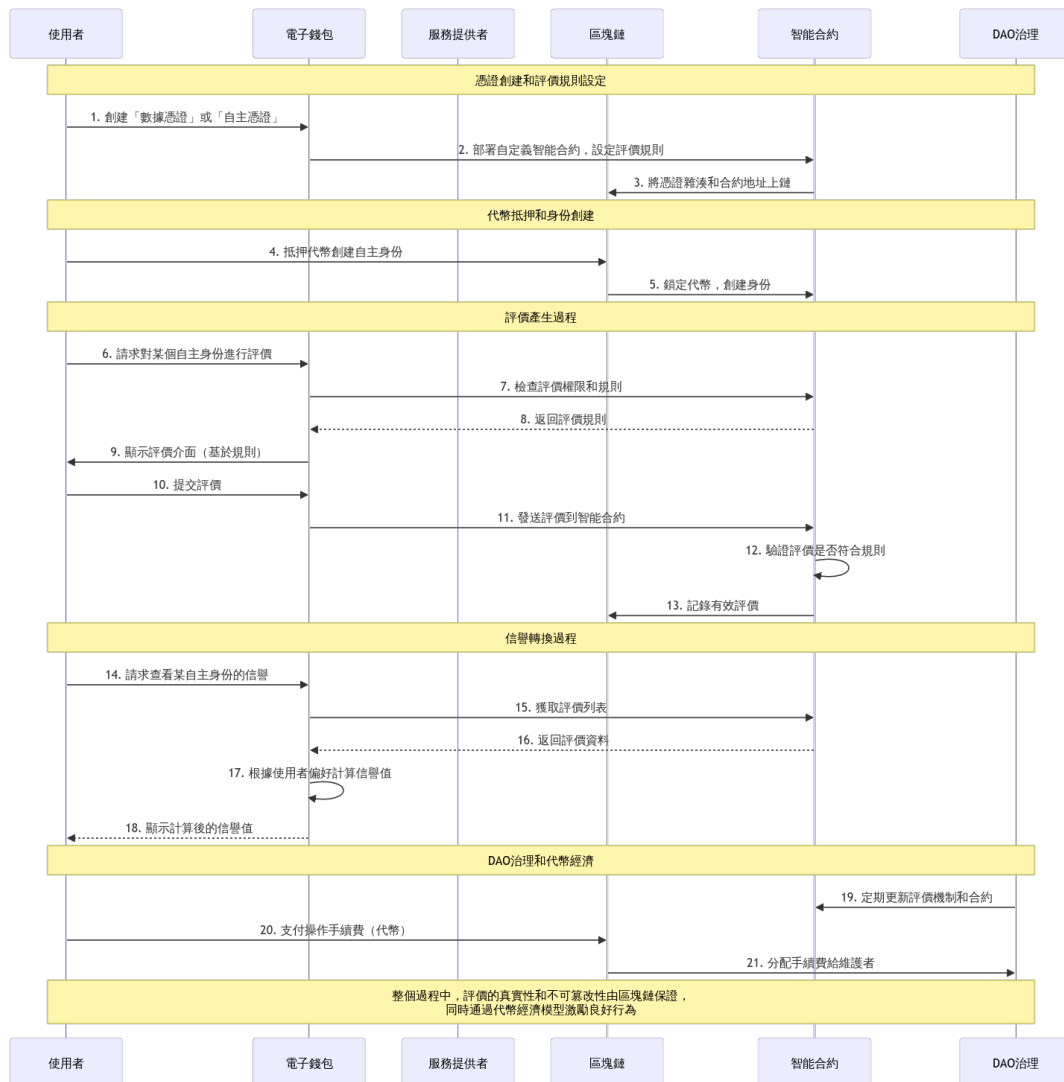 使用者
電子錢包
服務提供者
區塊鏈
智能合約
DAO治理
憑證創建和評價規則設定
1. 創建「數據憑證」或「自主憑證」
2. 部署自定義智能合約，設定評價規則
3. 將憑證雜湊和合約地址上鏈
代幣抵押和身份創建
4. 抵押代幣創建自主身份
5. 鎖定代幣，創建身份
評價產生過程
6. 請求對某個自主身份進行評價
7. 檢查評價權限和規則
8. 返回評價規則
9. 顯示評價介面（基於規則）
10. 提交評價
11. 發送評價到智能合約
12. 驗證評價是否符合規則
13. 記錄有效評價
信譽轉換過程
14. 請求查看某自主身份的信譽
15. 獲取評價列表
16. 返回評價資料
17. 根據使用者偏好計算信譽值
18. 顯示計算後的信譽值
DAO治理和代幣經濟
19. 定期更新評價機制和合約
20. 支付操作手續費（代幣）
21. 分配手續費給維護者
整個過程中，評價的真實性和不可篡改性由區塊鏈保證，
同時通過代幣經濟模型激勵良好行為
使用者
電子錢包
服務提供者
區塊鏈
智能合約
DAO治理